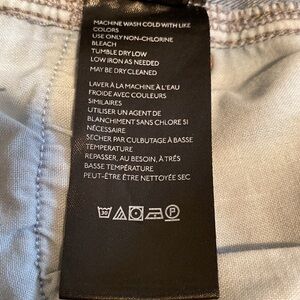 MACHINE WASH COLD WITH LIKE
COLORS
USE ONLY NON-CHLORINE
BLEACH
TUMBLE DRY LOW
LOW IRON AS NEEDED
MAY BE DRY CLEANED
LAVER À LA MACHINE À L'EAU
FROIDE AVEC COULEURS
SIMILAIRES
UTILISER UN AGENT DE
BLANCHIMENT SANS CHLORE SI
NÉCESSAIRE
SÉCHER PAR CULBUTAGE À BASSE
TEMPERATURE
REPASSER, AU BESOIN, À TRÈS
BASSE TEMPÉRATURE
PEUT-ÊTRE ÊTRE NETTOYÉE SEC
30 P